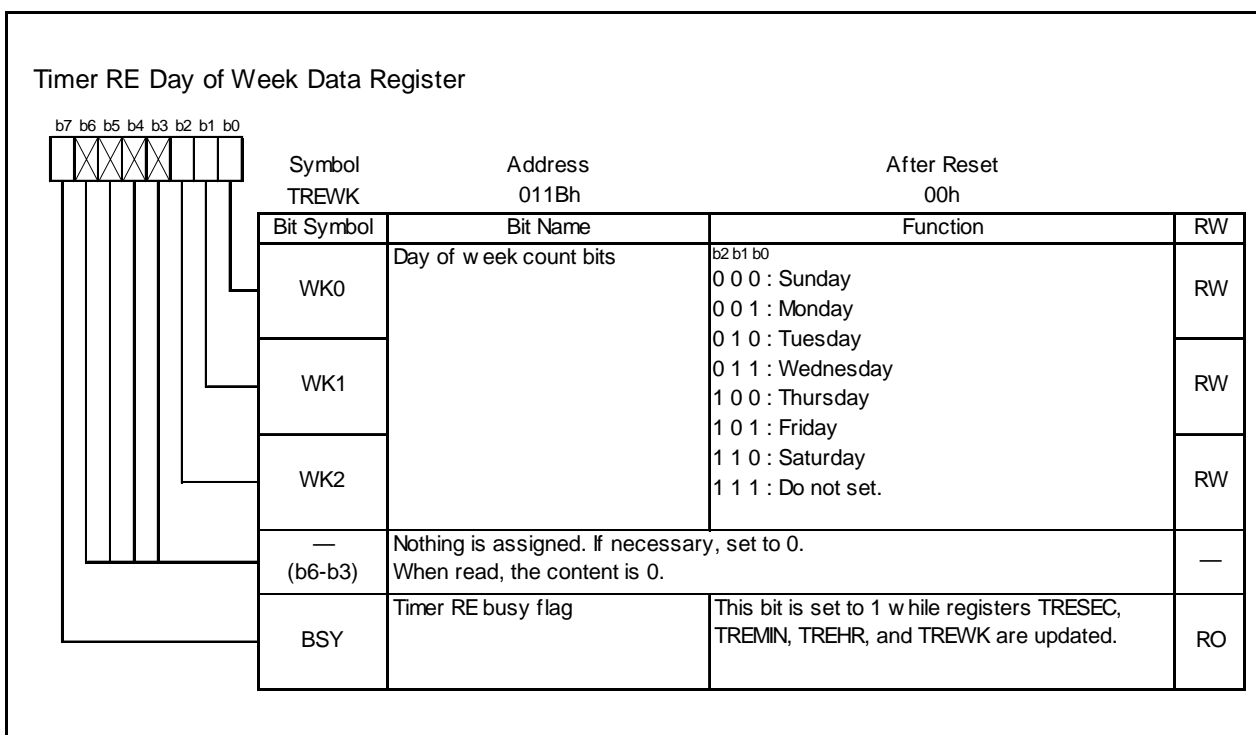 Timer RE Day of Week Data Register
b7 b6 b5 b4 b3 b2 b1 b0
Symbol Address After Reset
TREWK 011Bh 00h
Bit Symbol Bit Name Function RW
WK0 Day of week count bits b2 b1 b0
0 0 0 : Sunday RW
0 0 1 : Monday
0 1 0 : Tuesday
WK1 0 1 1 : Wednesday RW
1 0 0 : Thursday
1 0 1 : Friday
WK2 1 1 0 : Saturday RW
1 1 1 : Do not set.
— Nothing is assigned. If necessary, set to 0. —
(b6-b3) When read, the content is 0.
BSY Timer RE busy flag This bit is set to 1 while registers TRESEC, RO
TREMIN, TREHR, and TREWK are updated.